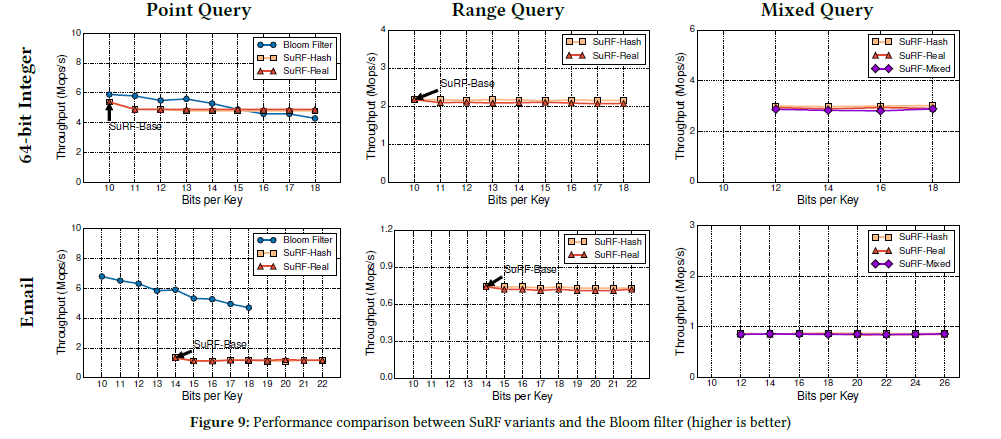 Point Query
Range Query
Mixed Query
64-bit Integer
Throughput (Mops/s)
10
8
6
4
2
0
Bloom Filter
SuRF-Hash
SuRF-Real
SuRF-Base
10 11 12 13 14 15 16 17 18
Bits per Key
Throughput (Mops/s)
4
3
2
1
0
SuRF-Hash
SuRF-Real
SuRF-Base
10 11 12 13 14 15 16 17 18
Bits per Key
Throughput (Mops/s)
6
4
2
0
SuRF-Hash
SuRF-Real
SuRF-Mixed
10 12 14 16 18
Bits per Key
Email
Throughput (Mops/s)
10
8
6
4
2
0
Bloom Filter
SuRF-Hash
SuRF-Real
SuRF-Base
10 11 12 13 14 15 16 17 18 19 20 21 22
Bits per Key
Throughput (Mops/s)
1.2
0.9
0.6
0.3
0.0
SuRF-Hash
SuRF-Real
SuRF-Base
10 11 12 13 14 15 16 17 18 19 20 21 22
Bits per Key
Throughput (Mops/s)
3
2
1
0
SuRF-Hash
SuRF-Real
SuRF-Mixed
10 12 14 16 18 20 22 24 26
Bits per Key
Figure 9: Performance comparison between SuRF variants and the Bloom filter (higher is better)